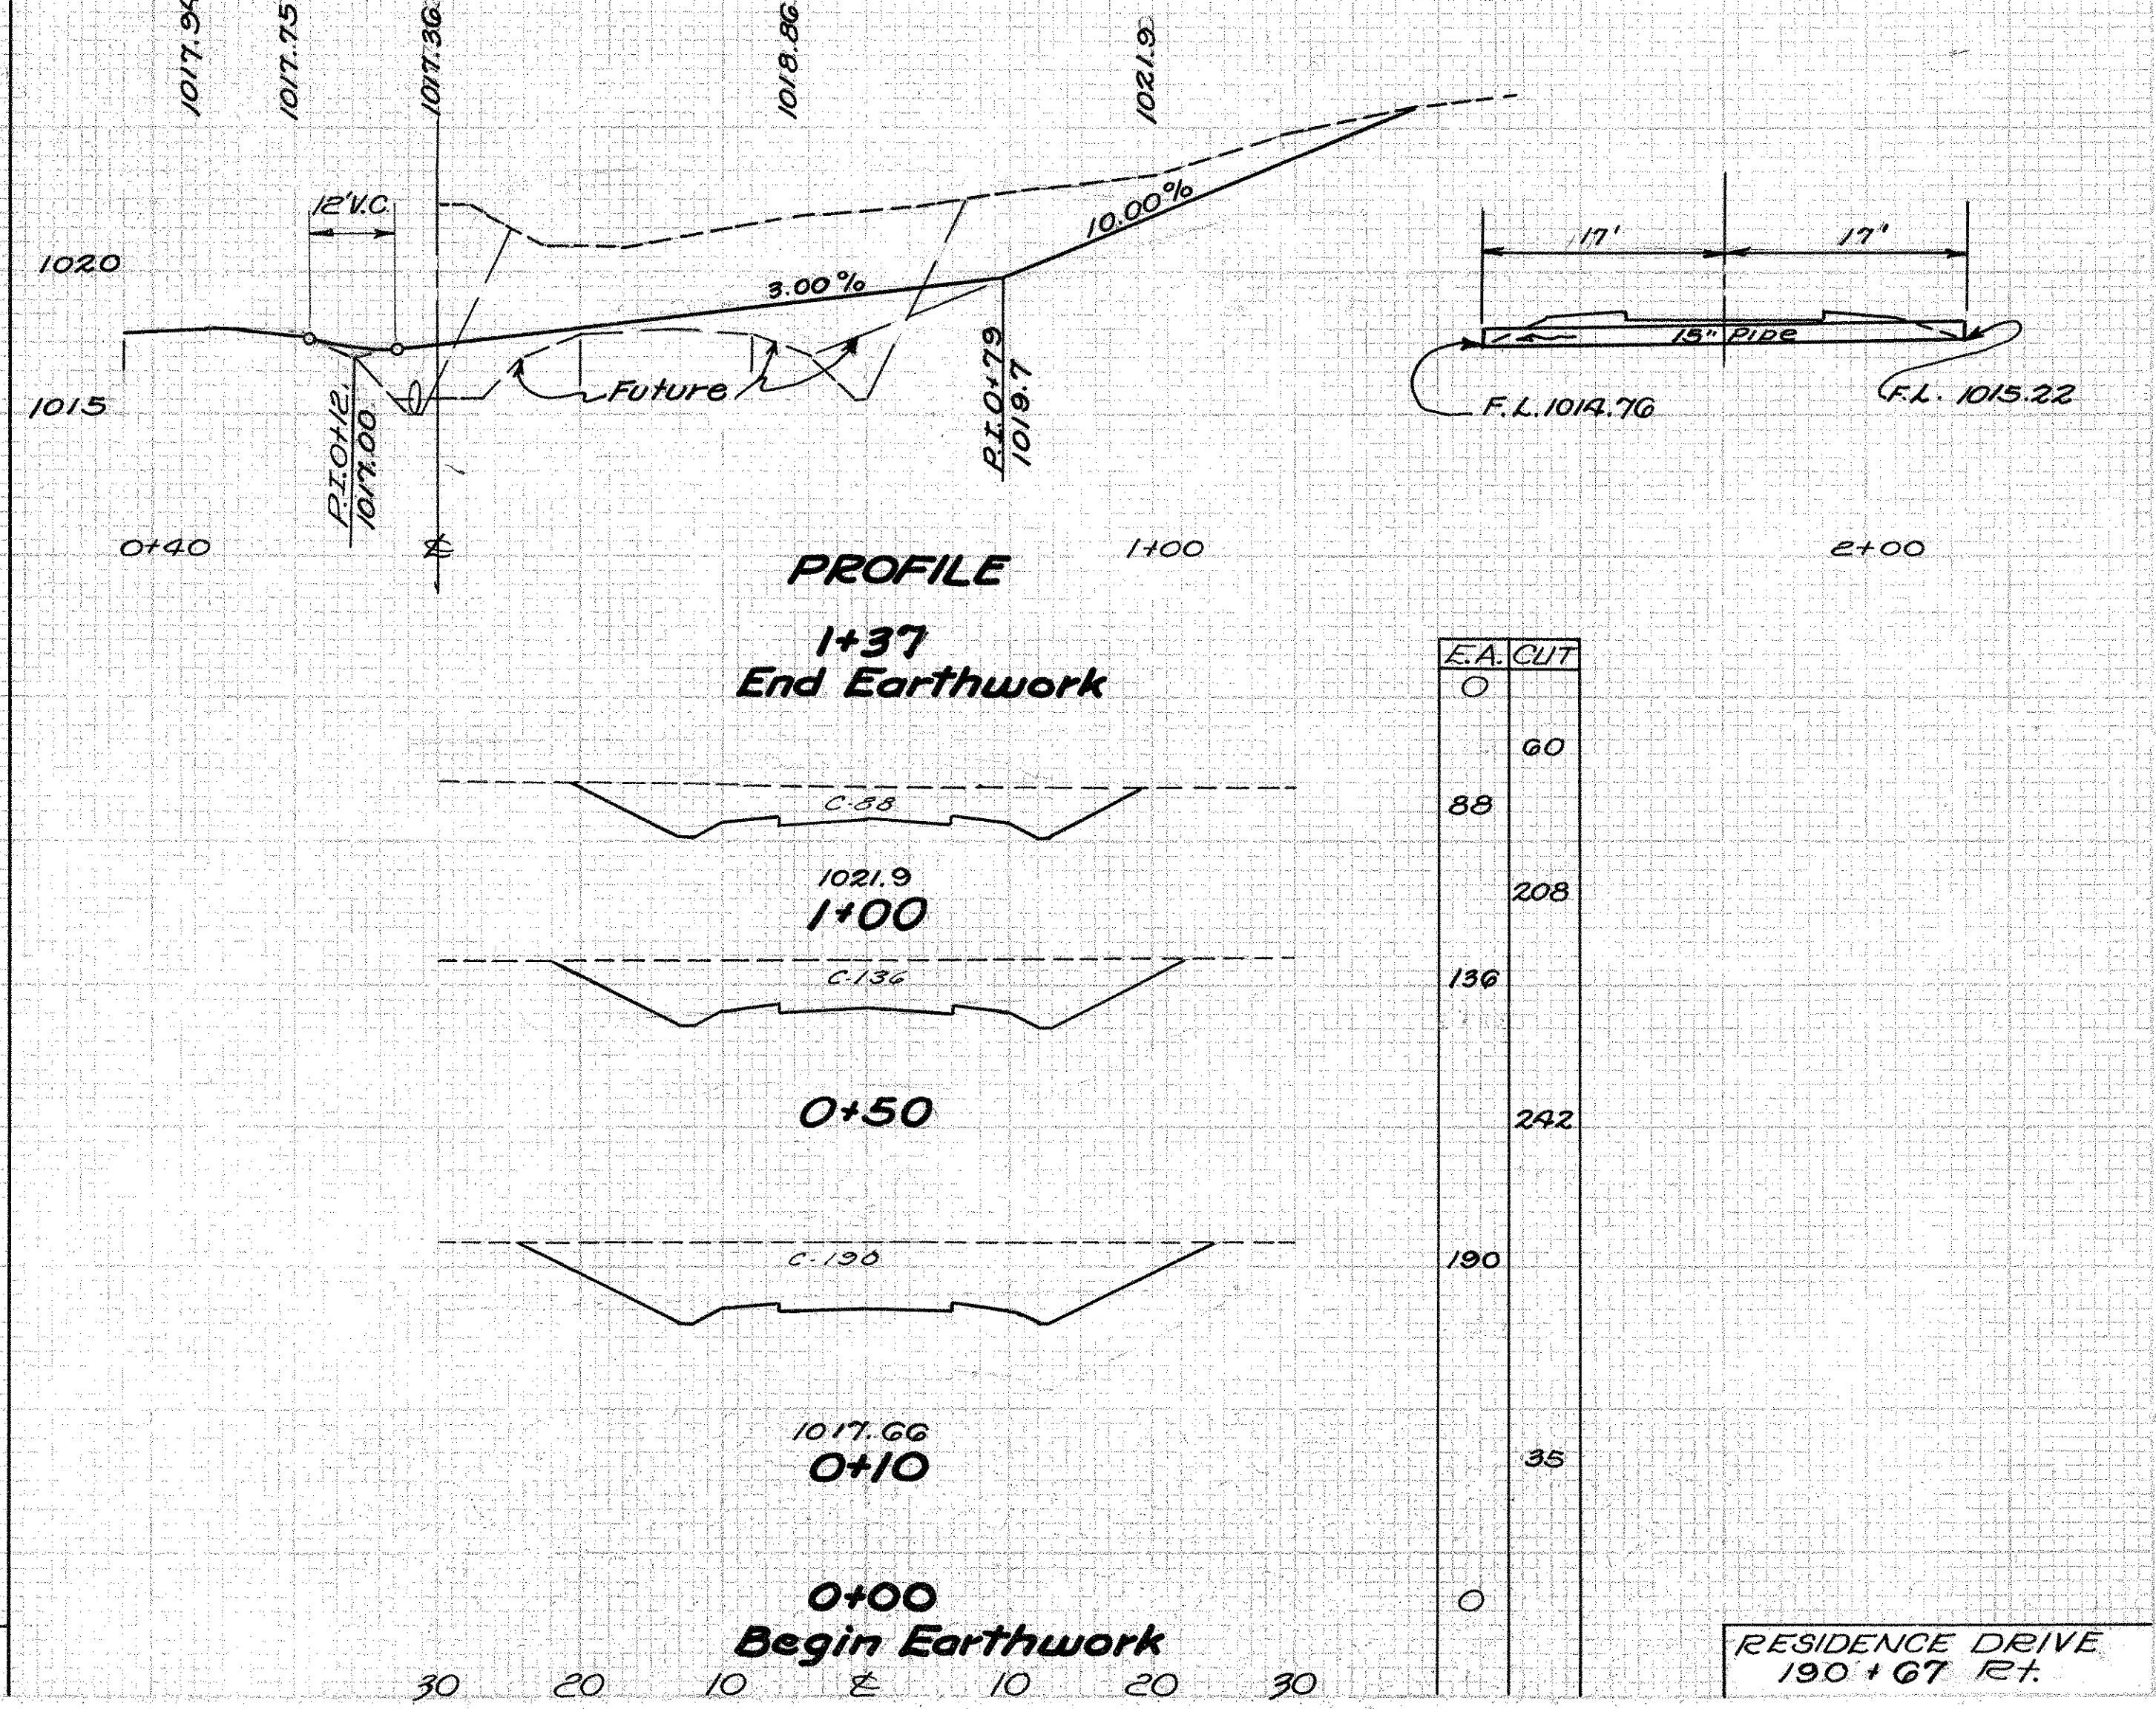 1017.94
1017.75
1017.36
1018.86
1021.9
12' V.C.
1020
1015
3.00%
10.00%
Future
P.I. 0+12
1017.00
P.I. 0+79
1019.7
17'
17'
15" Pipe
F.L. 1014.76
F.L. 1015.22
0+40
℄
1+00
2+00
PROFILE
1+37
End Earthwork
E.A. CUT
0
60
C-88
88
1021.9
1+00
208
C-136
136
0+50
242
C-190
190
1017.66
0+10
35
0+00
0
Begin Earthwork
30 20 10 ℄ 10 20 30
RESIDENCE DRIVE
190 + 67 Rt.